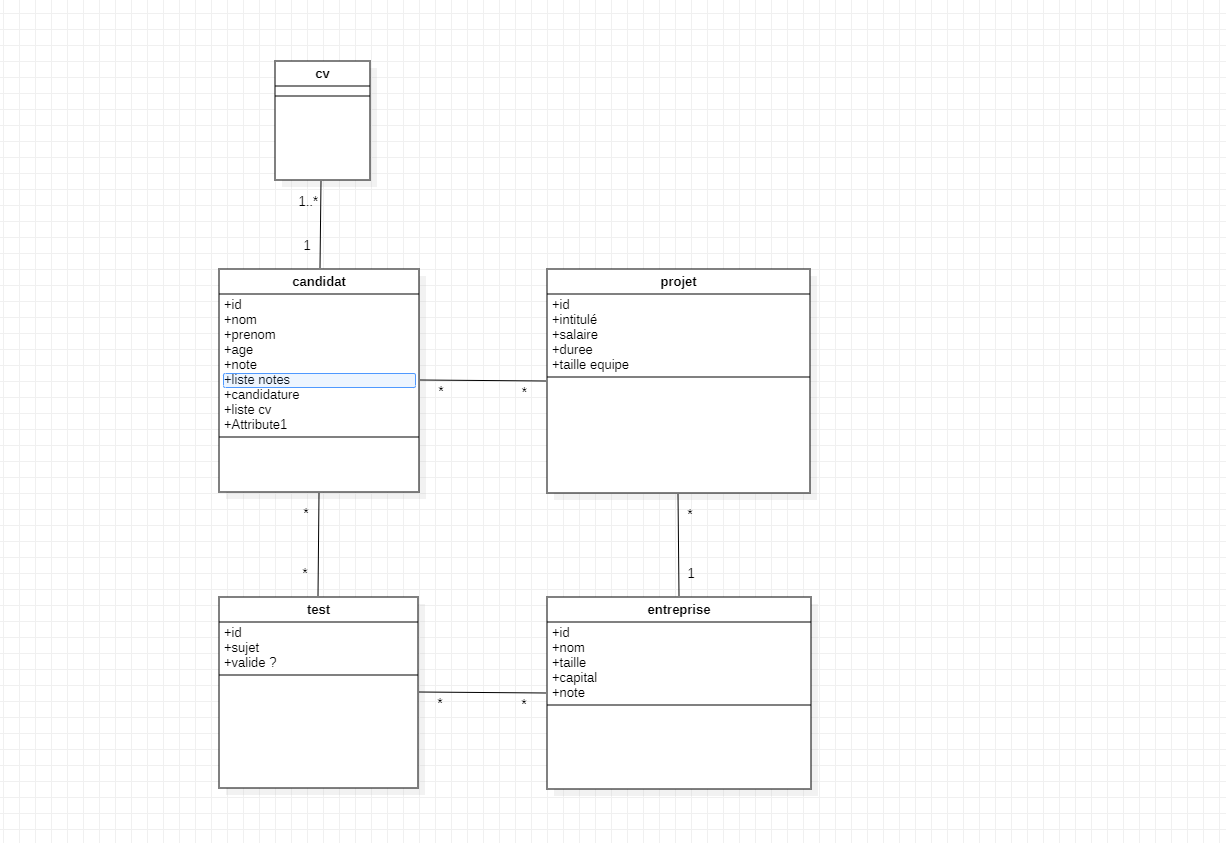 cv
1..*
1
candidat
+id
+nom
+prenom
+age
+note
+liste notes
+candidature
+liste cv
+Attribute1
*
*
projet
+id
+intitulé
+salaire
+duree
+taille equipe
*
*
*
1
test
+id
+sujet
+valide ?
*
*
entreprise
+id
+nom
+taille
+capital
+note